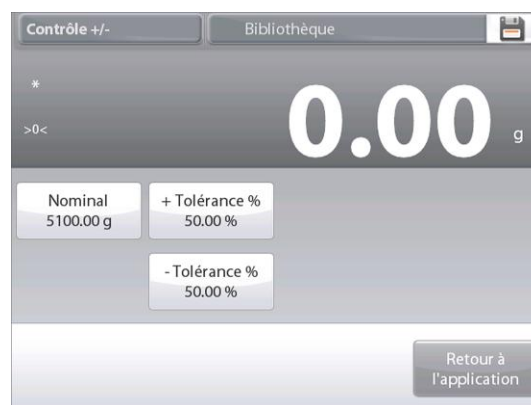 Contrôle +/-
Bibliothèque
*
>0<
0.00 g
Nominal
5100.00 g
+ Tolérance %
50.00 %
- Tolérance %
50.00 %
Retour à
l'application